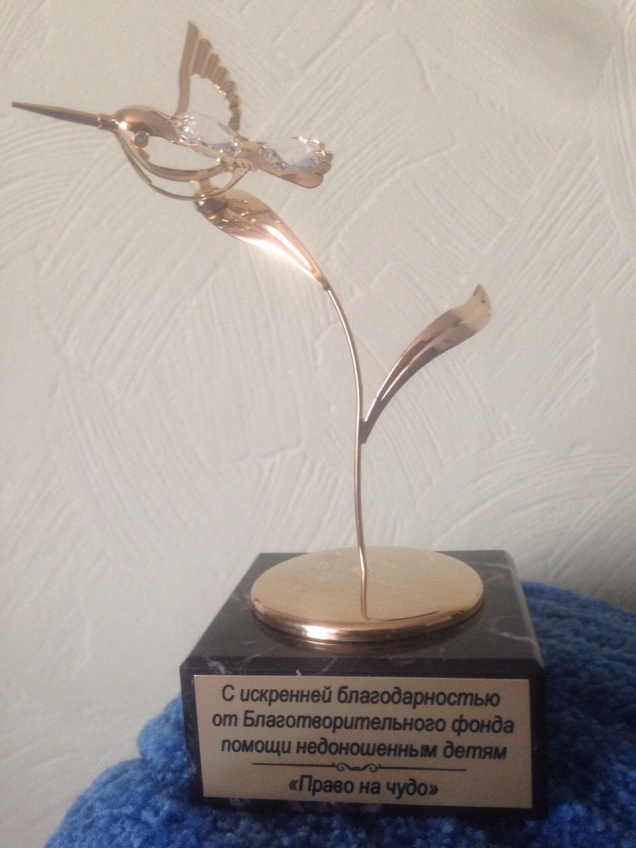 С искренней благодарностью
от Благотворительного фонда
помощи недоношенным детям
«Право на чудо»